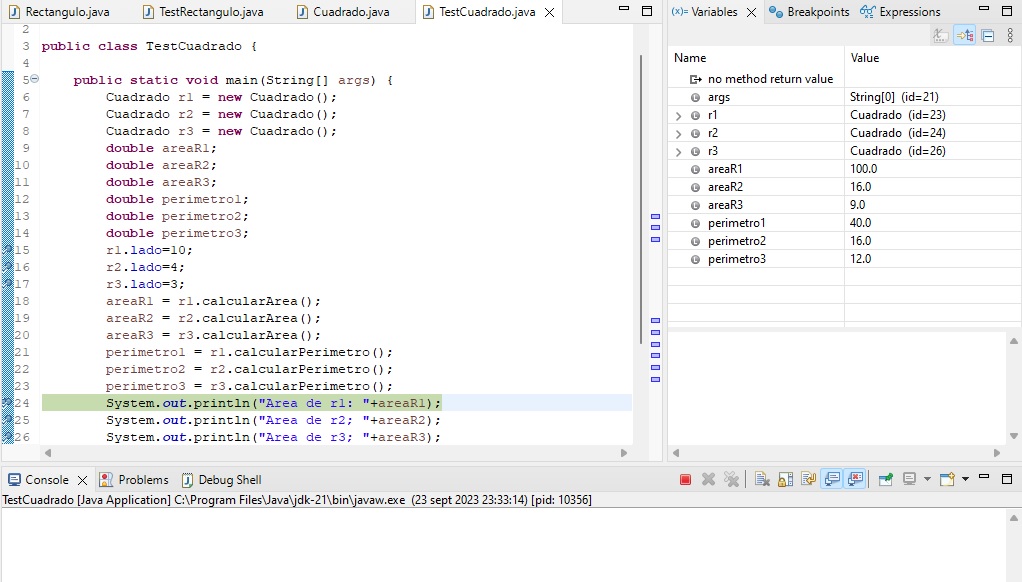 Rectangulo.java TestRectangulo.java Cuadrado.java TestCuadrado.java
2
3 public class TestCuadrado {
4
5 public static void main(String[] args) {
6 Cuadrado r1 = new Cuadrado();
7 Cuadrado r2 = new Cuadrado();
8 Cuadrado r3 = new Cuadrado();
9 double areaR1;
10 double areaR2;
11 double areaR3;
12 double perimetro1;
13 double perimetro2;
14 double perimetro3;
15 r1.lado=10;
16 r2.lado=4;
17 r3.lado=3;
18 areaR1 = r1.calcularArea();
19 areaR2 = r2.calcularArea();
20 areaR3 = r3.calcularArea();
21 perimetro1 = r1.calcularPerimetro();
22 perimetro2 = r2.calcularPerimetro();
23 perimetro3 = r3.calcularPerimetro();
24 System.out.println("Area de r1: "+areaR1);
25 System.out.println("Area de r2; "+areaR2);
26 System.out.println("Area de r3; "+areaR3);
(x)= Variables Breakpoints Expressions
Name Value
no method return value
args String[0] (id=21)
r1 Cuadrado (id=23)
r2 Cuadrado (id=24)
r3 Cuadrado (id=26)
areaR1 100.0
areaR2 16.0
areaR3 9.0
perimetro1 40.0
perimetro2 16.0
perimetro3 12.0
Console Problems Debug Shell
TestCuadrado [Java Application] C:\Program Files\Java\jdk-21\bin\javaw.exe (23 sept 2023 23:33:14) [pid: 10356]